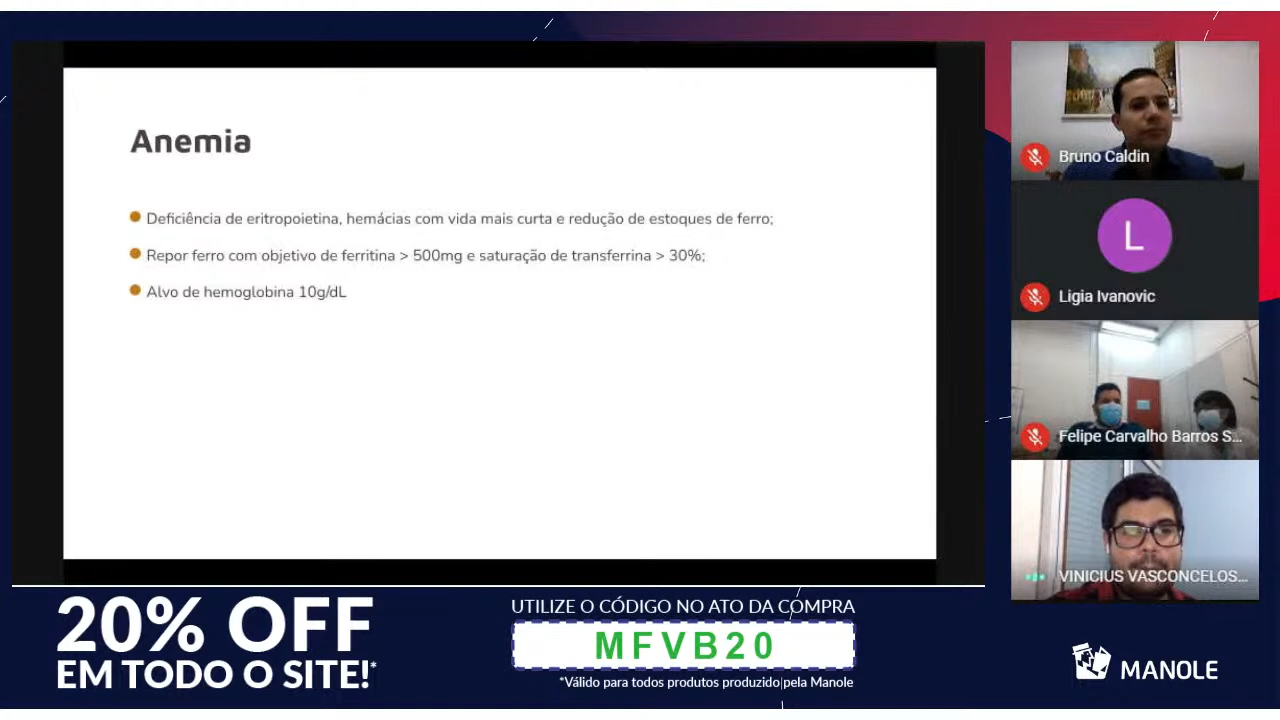 Anemia
Deficiência de eritropoietina, hemácias com vida mais curta e redução de estoques de ferro;
Repor ferro com objetivo de ferritina > 500mg e saturação de transferrina > 30%;
Alvo de hemoglobina 10g/dL
Bruno Caldin
L
Ligia Ivanovic
Felipe Carvalho Barros S...
VINICIUS VASCONCELOS...
20% OFF
EM TODO O SITE!*
UTILIZE O CÓDIGO NO ATO DA COMPRA
MFVB20
*Válido para todos produtos produzido pela Manole
MANOLE